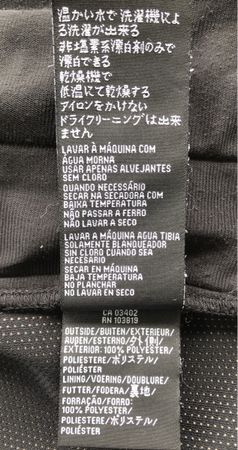 温かい水で洗濯機によ
る洗濯が出来る
非塩素系漂白剤のみで
漂白できる
乾燥機で
低温にて乾燥する
アイロンをかけない
ドライクリーニングは出来
ません
LAVAR À MÁQUINA COM
ÁGUA MORNA
USAR APENAS ALVEJANTES
SEM CLORO
QUANDO NECESSÁRIO
SECAR NA SECADORA COM
BAIXA TEMPERATURA
NÃO PASSAR A FERRO
NÃO LAVAR A SECO
LAVAR A MÁQUINA AGUA TIBIA
SOLAMENTE BLANQUEADOR
SIN CLORO CUANDO SEA
NECESARIO
SECAR EN MÁQUINA
BAJA TEMPERATURA
NO PLANCHAR
NO LAVAR EN SECO
CA 03402
RN 103819
OUTSIDE/BUITEN/EXTERIEUR/
AUßEN/ESTERNO/外側/
EXTERIOR: 100% POLYESTER/
POLIESTERE/ポリステル/
POLIÉSTER
LINING/VOERING/DOUBLURE/
FUTTER/FODERA/裏地/
FORRAÇÃO/FORRO:
100% POLYESTER/
POLIESTERE/ポリステル/
POLIÉSTER